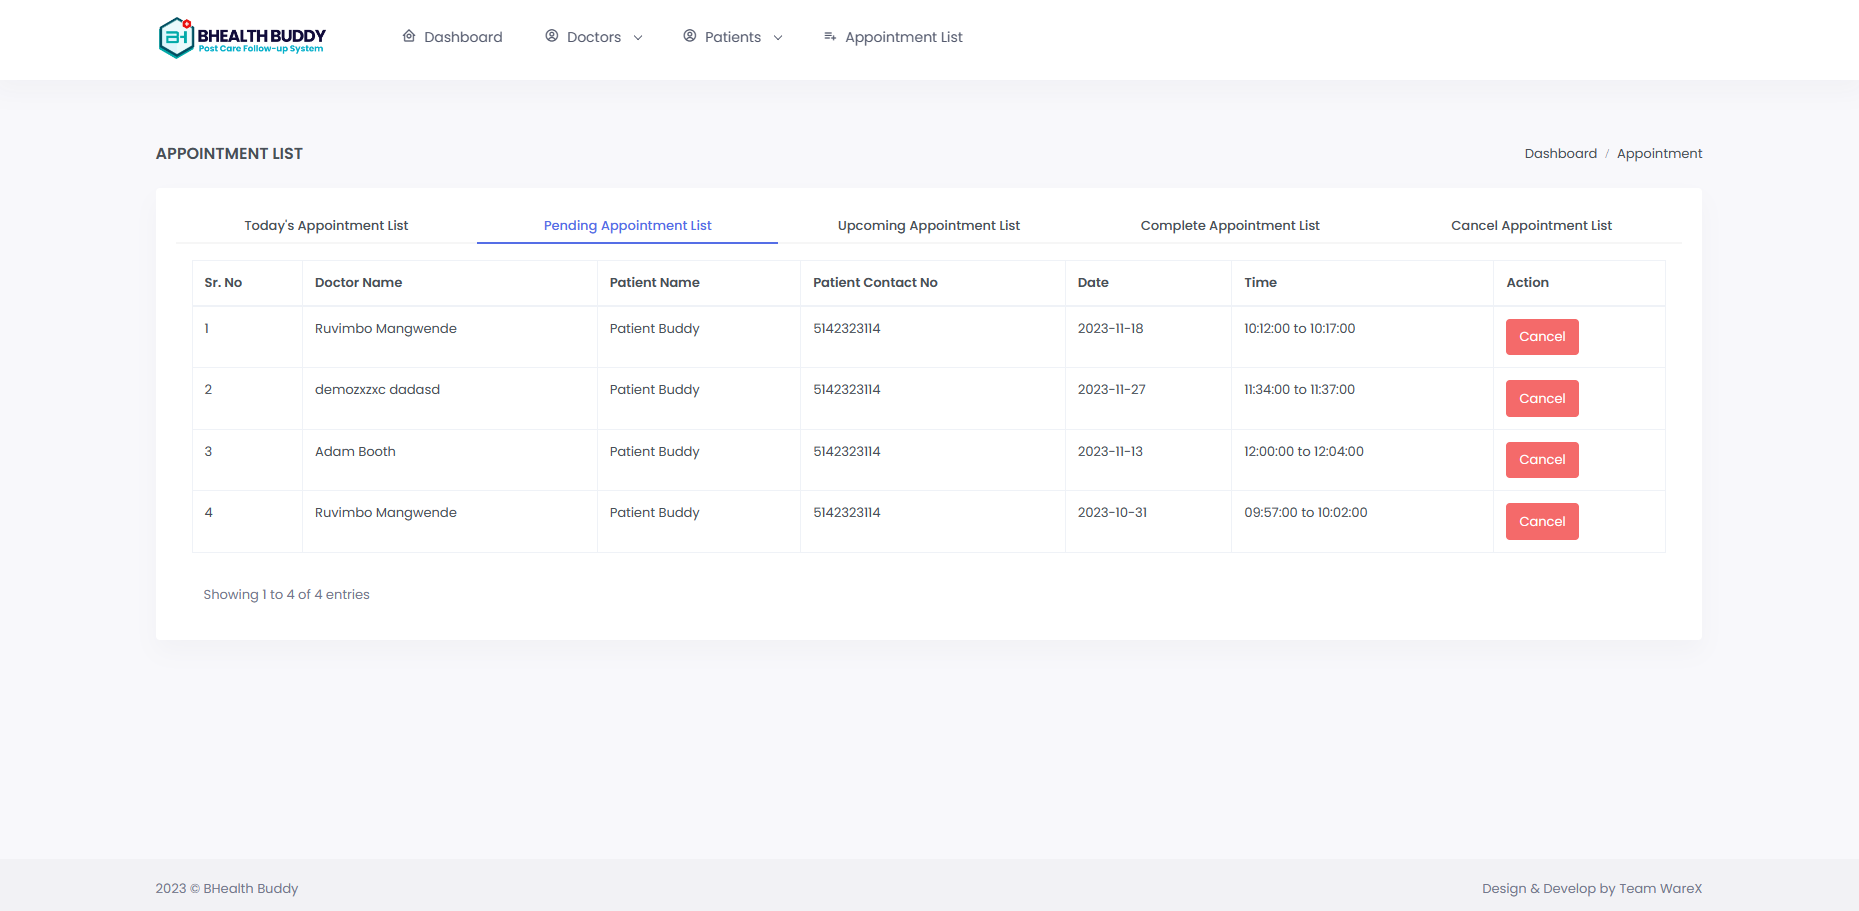 BH BHEALTH BUDDY
Post Care Follow-up System
Dashboard Doctors Patients Appointment List
APPOINTMENT LIST
Dashboard / Appointment
Today's Appointment List Pending Appointment List Upcoming Appointment List Complete Appointment List Cancel Appointment List
Sr. No Doctor Name Patient Name Patient Contact No Date Time Action
1 Ruvimbo Mangwende Patient Buddy 5142323114 2023-11-18 10:12:00 to 10:17:00 Cancel
2 demozxzxc dadasd Patient Buddy 5142323114 2023-11-27 11:34:00 to 11:37:00 Cancel
3 Adam Booth Patient Buddy 5142323114 2023-11-13 12:00:00 to 12:04:00 Cancel
4 Ruvimbo Mangwende Patient Buddy 5142323114 2023-10-31 09:57:00 to 10:02:00 Cancel
Showing 1 to 4 of 4 entries
2023 © BHealth Buddy
Design & Develop by Team WareX